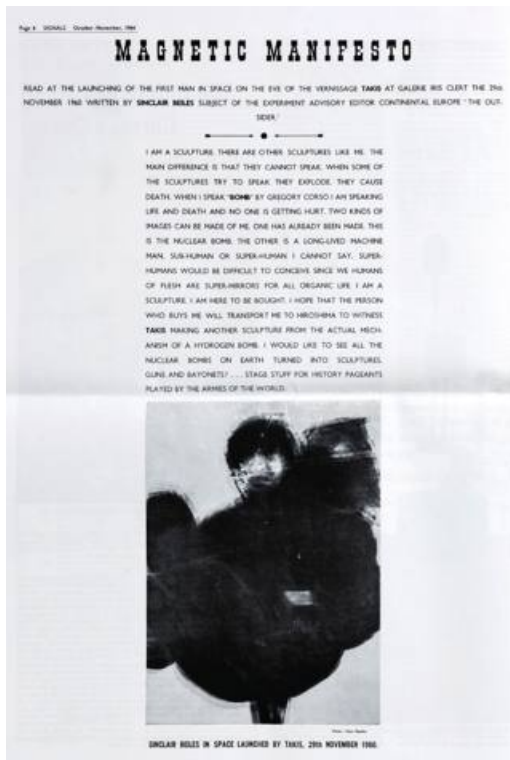 Page 8 SIGNALS October-November, 1964
MAGNETIC MANIFESTO
READ AT THE LAUNCHING OF THE FIRST MAN IN SPACE ON THE EVE OF THE VERNISSAGE TAKIS AT GALERIE IRIS CLERT THE 29th
NOVEMBER 1960 WRITTEN BY SINCLAIR BEILES SUBJECT OF THE EXPERIMENT ADVISORY EDITOR CONTINENTAL EUROPE "THE OUT-
SIDER."
I AM A SCULPTURE. THERE ARE OTHER SCULPTURES LIKE ME. THE
MAIN DIFFERENCE IS THAT THEY CANNOT SPEAK. WHEN SOME OF
THE SCULPTURES TRY TO SPEAK THEY EXPLODE. THEY CAUSE
DEATH. WHEN I SPEAK "BOMB" BY GREGORY CORSO I AM SPEAKING
LIFE AND DEATH AND NO ONE IS GETTING HURT. TWO KINDS OF
IMAGES CAN BE MADE OF ME. ONE HAS ALREADY BEEN MADE. THIS
IS THE NUCLEAR BOMB. THE OTHER IS A LONG-LIVED MACHINE
MAN. SUB-HUMAN OR SUPER-HUMAN I CANNOT SAY. SUPER-
HUMANS WOULD BE DIFFICULT TO CONCEIVE SINCE WE HUMANS
OF FLESH ARE SUPER-MIRRORS FOR ALL ORGANIC LIFE. I AM A
SCULPTURE. I AM HERE TO BE BOUGHT. I HOPE THAT THE PERSON
WHO BUYS ME WILL TRANSPORT ME TO HIROSHIMA TO WITNESS
TAKIS MAKING ANOTHER SCULPTURE FROM THE ACTUAL MECH-
ANISM OF A HYDROGEN BOMB. I WOULD LIKE TO SEE ALL THE
NUCLEAR BOMBS ON EARTH TURNED INTO SCULPTURES.
GUNS AND BAYONETS? . . . STAGE STUFF FOR HISTORY PAGEANTS
PLAYED BY THE ARMIES OF THE WORLD.
SINCLAIR BEILES IN SPACE LAUNCHED BY TAKIS, 29th NOVEMBER 1960.